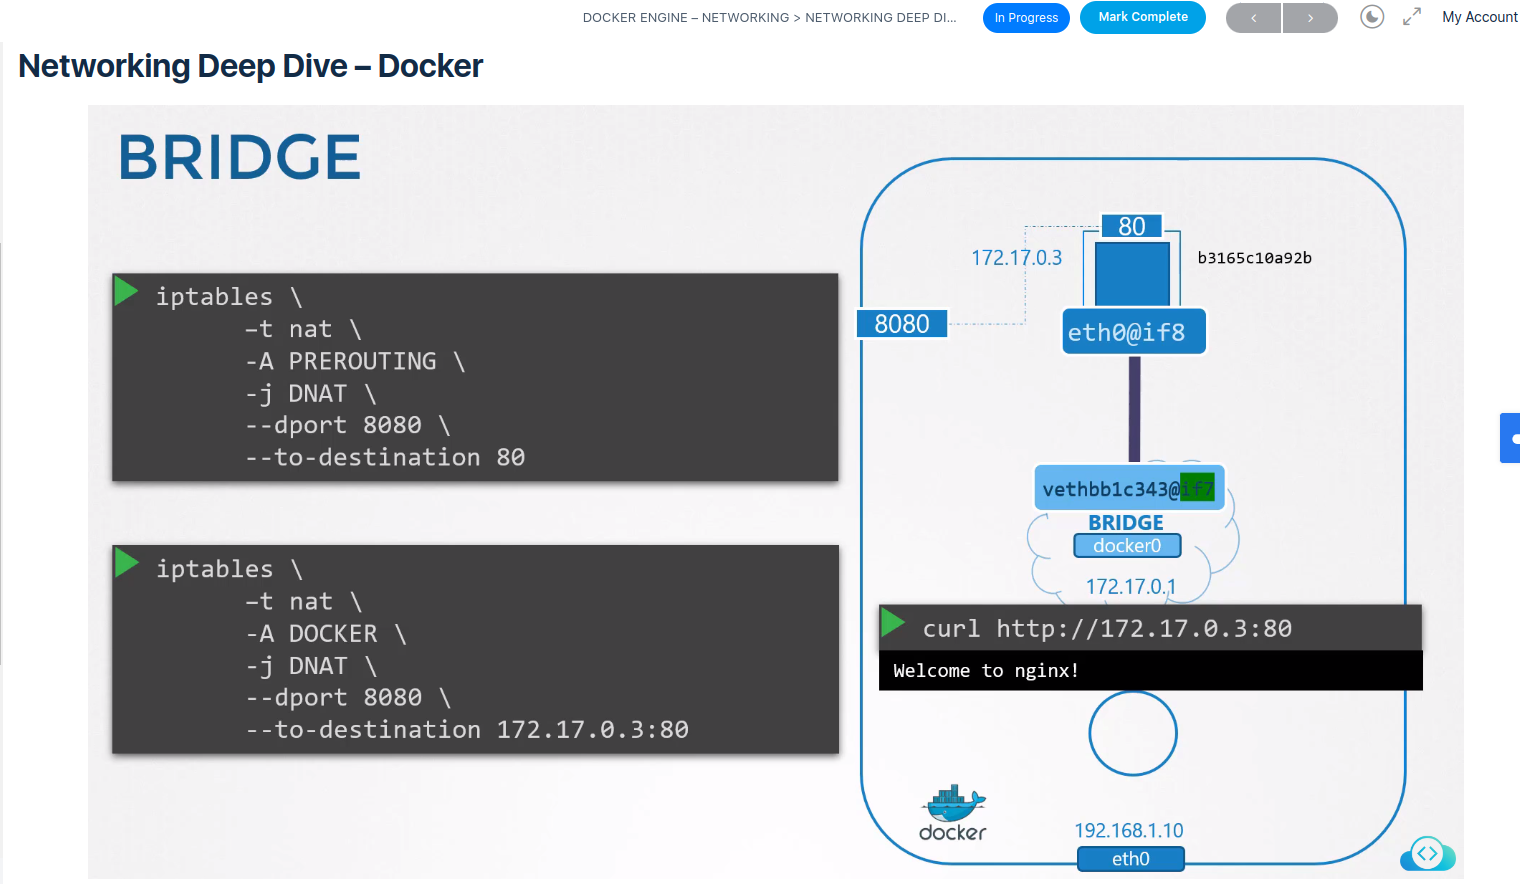 DOCKER ENGINE – NETWORKING > NETWORKING DEEP DI...
In Progress
Mark Complete
My Account
Networking Deep Dive – Docker
BRIDGE
iptables \
–t nat \
-A PREROUTING \
-j DNAT \
--dport 8080 \
--to-destination 80
iptables \
–t nat \
-A DOCKER \
-j DNAT \
--dport 8080 \
--to-destination 172.17.0.3:80
80
172.17.0.3
b3165c10a92b
8080
eth0@if8
vethbb1c343@if7
BRIDGE
docker0
172.17.0.1
curl http://172.17.0.3:80
Welcome to nginx!
docker
192.168.1.10
eth0